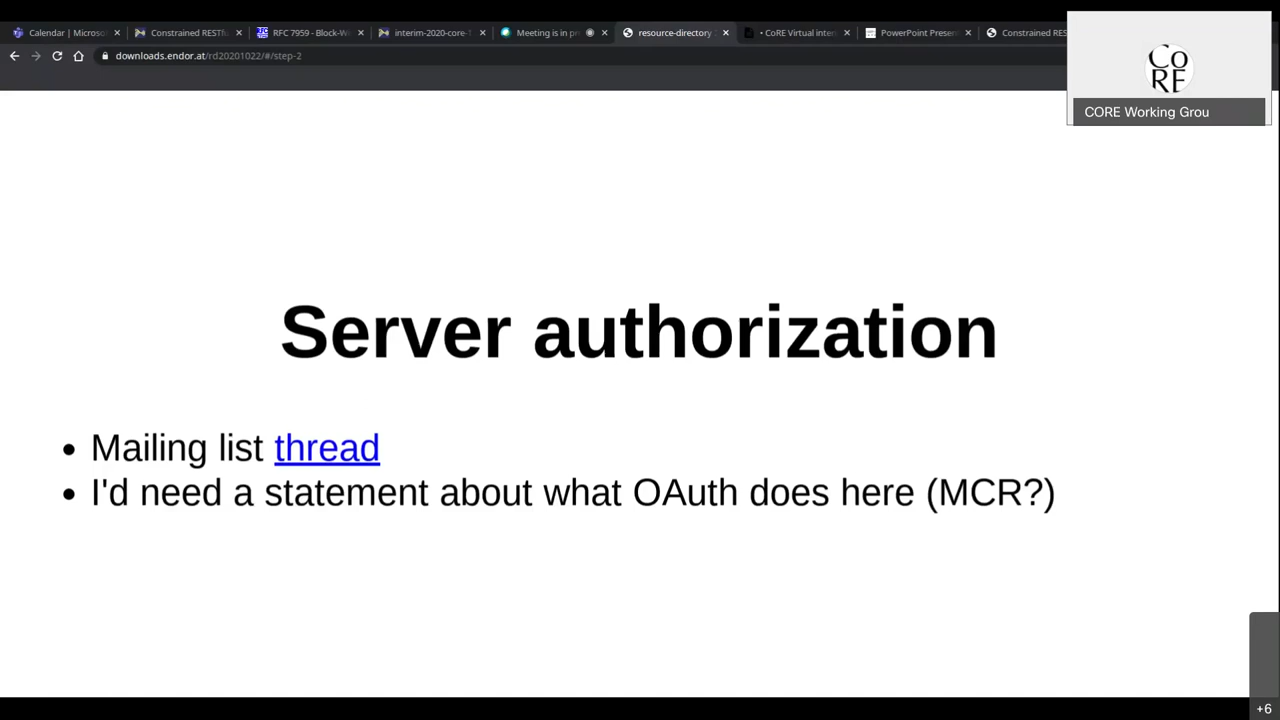 Calendar | Microso
Constrained RESTf
RFC 7959 - Block-W
interim-2020-core-
Meeting is in p
resource-directory
• CoRE Virtual inter
PowerPoint Presen
Constrained RES
downloads.endor.at/rd20201022/#/step-2
CoRE
CORE Working Grou
Server authorization
• Mailing list thread
• I'd need a statement about what OAuth does here (MCR?)
+6